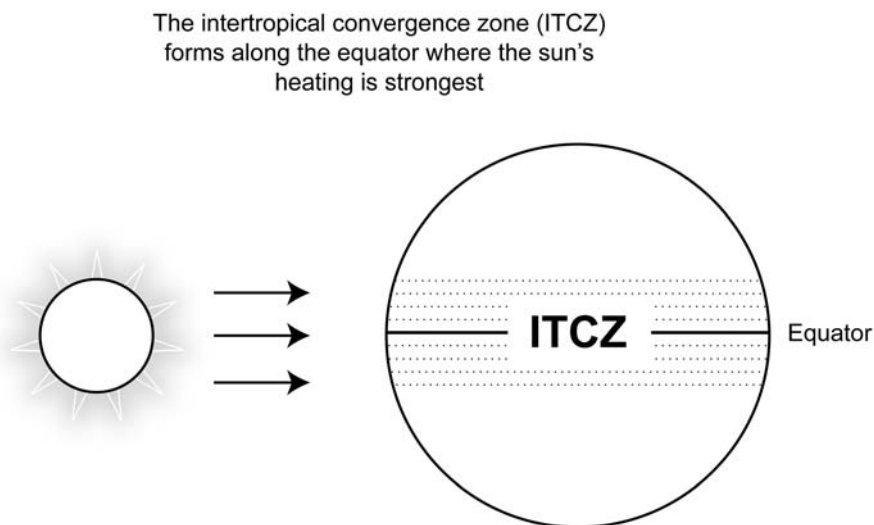 The intertropical convergence zone (ITCZ)
forms along the equator where the sun’s
heating is strongest
ITCZ
Equator